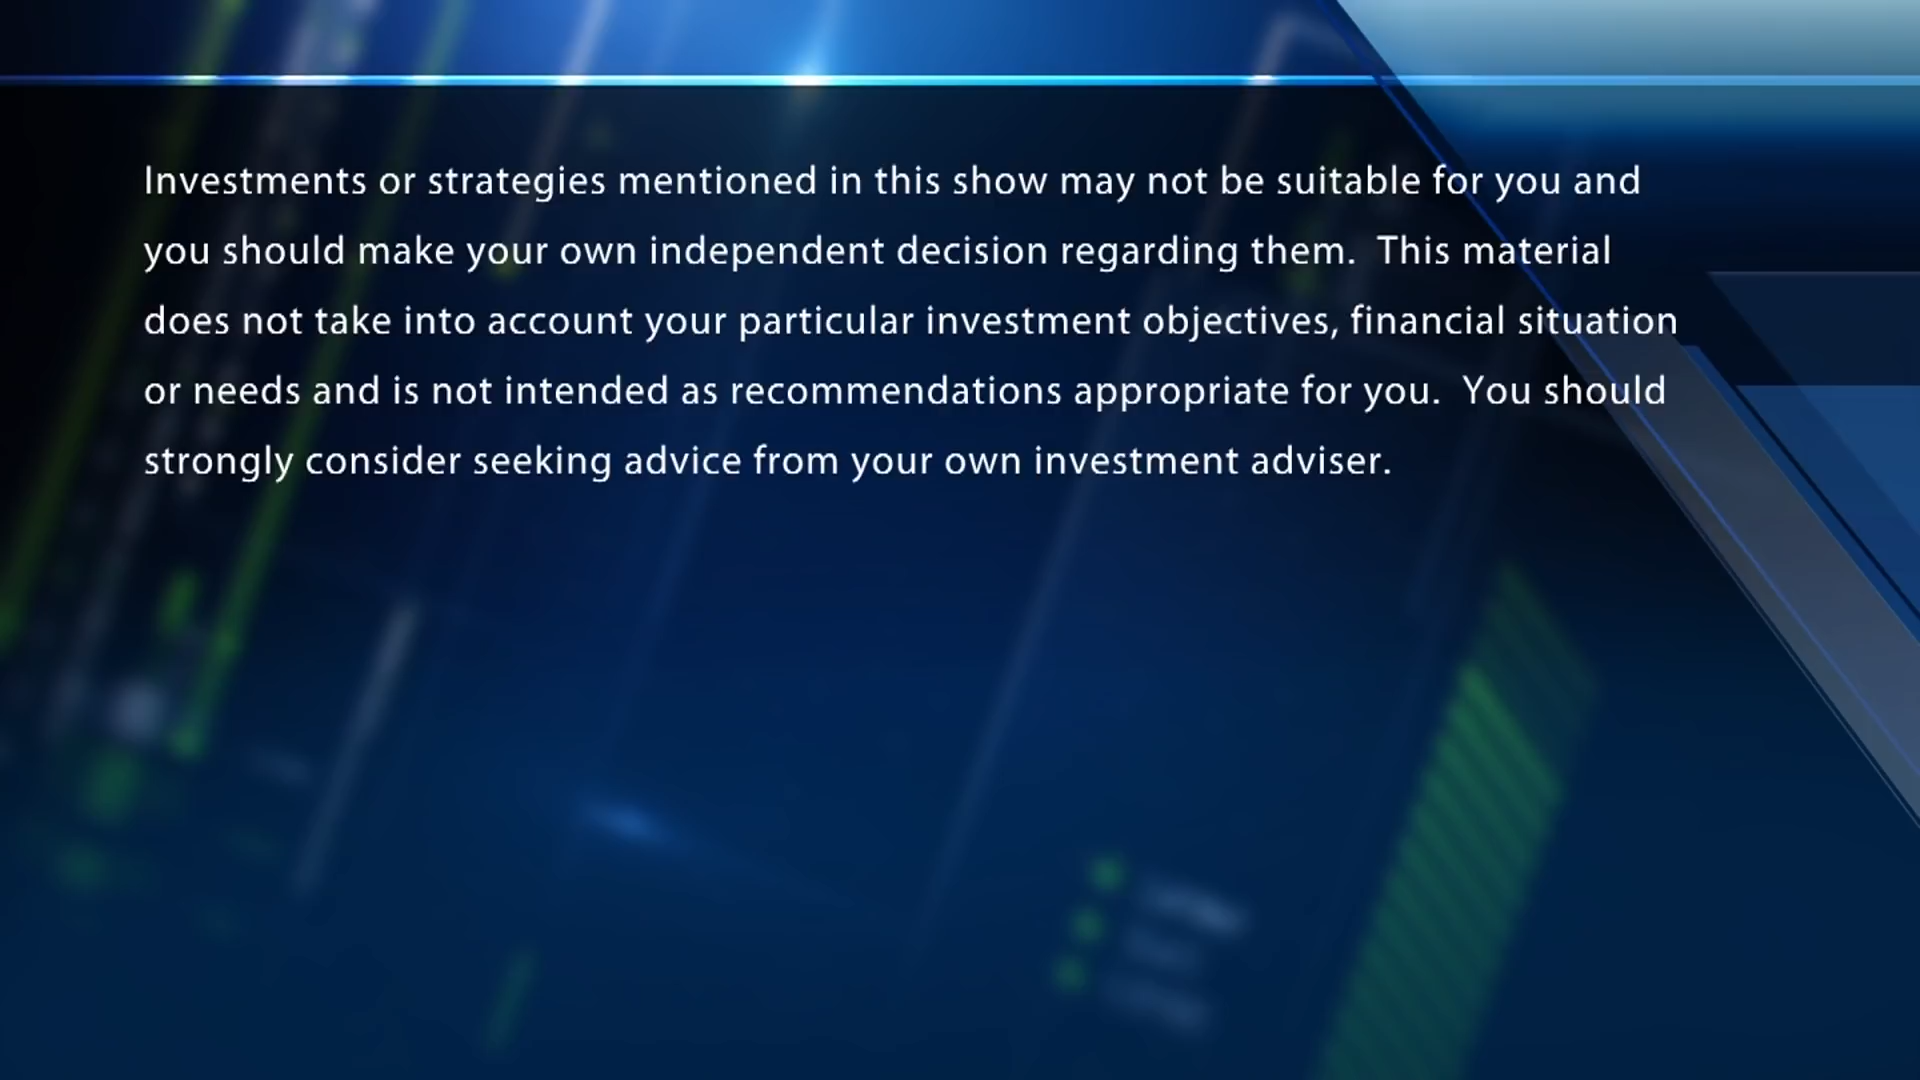 Investments or strategies mentioned in this show may not be suitable for you and
you should make your own independent decision regarding them.  This material
does not take into account your particular investment objectives, financial situation
or needs and is not intended as recommendations appropriate for you.  You should
strongly consider seeking advice from your own investment adviser.